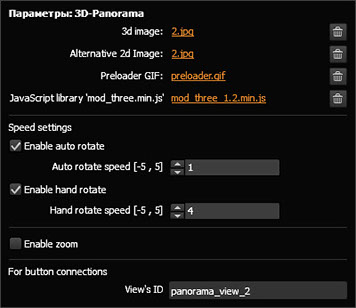 Параметры: 3D-Panorama
3d image: 2.jpg
Alternative 2d Image: 2.jpg
Preloader GIF: preloader.gif
JavaScript library 'mod_three.min.js' mod_three_1.2.min.js
Speed settings
Enable auto rotate
Auto rotate speed [-5 , 5] 1
Enable hand rotate
Hand rotate speed [-5 , 5] 4
Enable zoom
For button connections
View's ID panorama_view_2